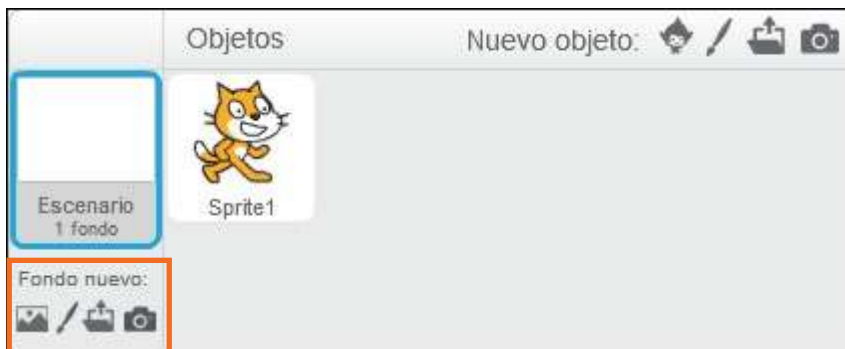 Objetos
Nuevo objeto:
Escenario
1 fondo
Sprite1
Fondo nuevo: